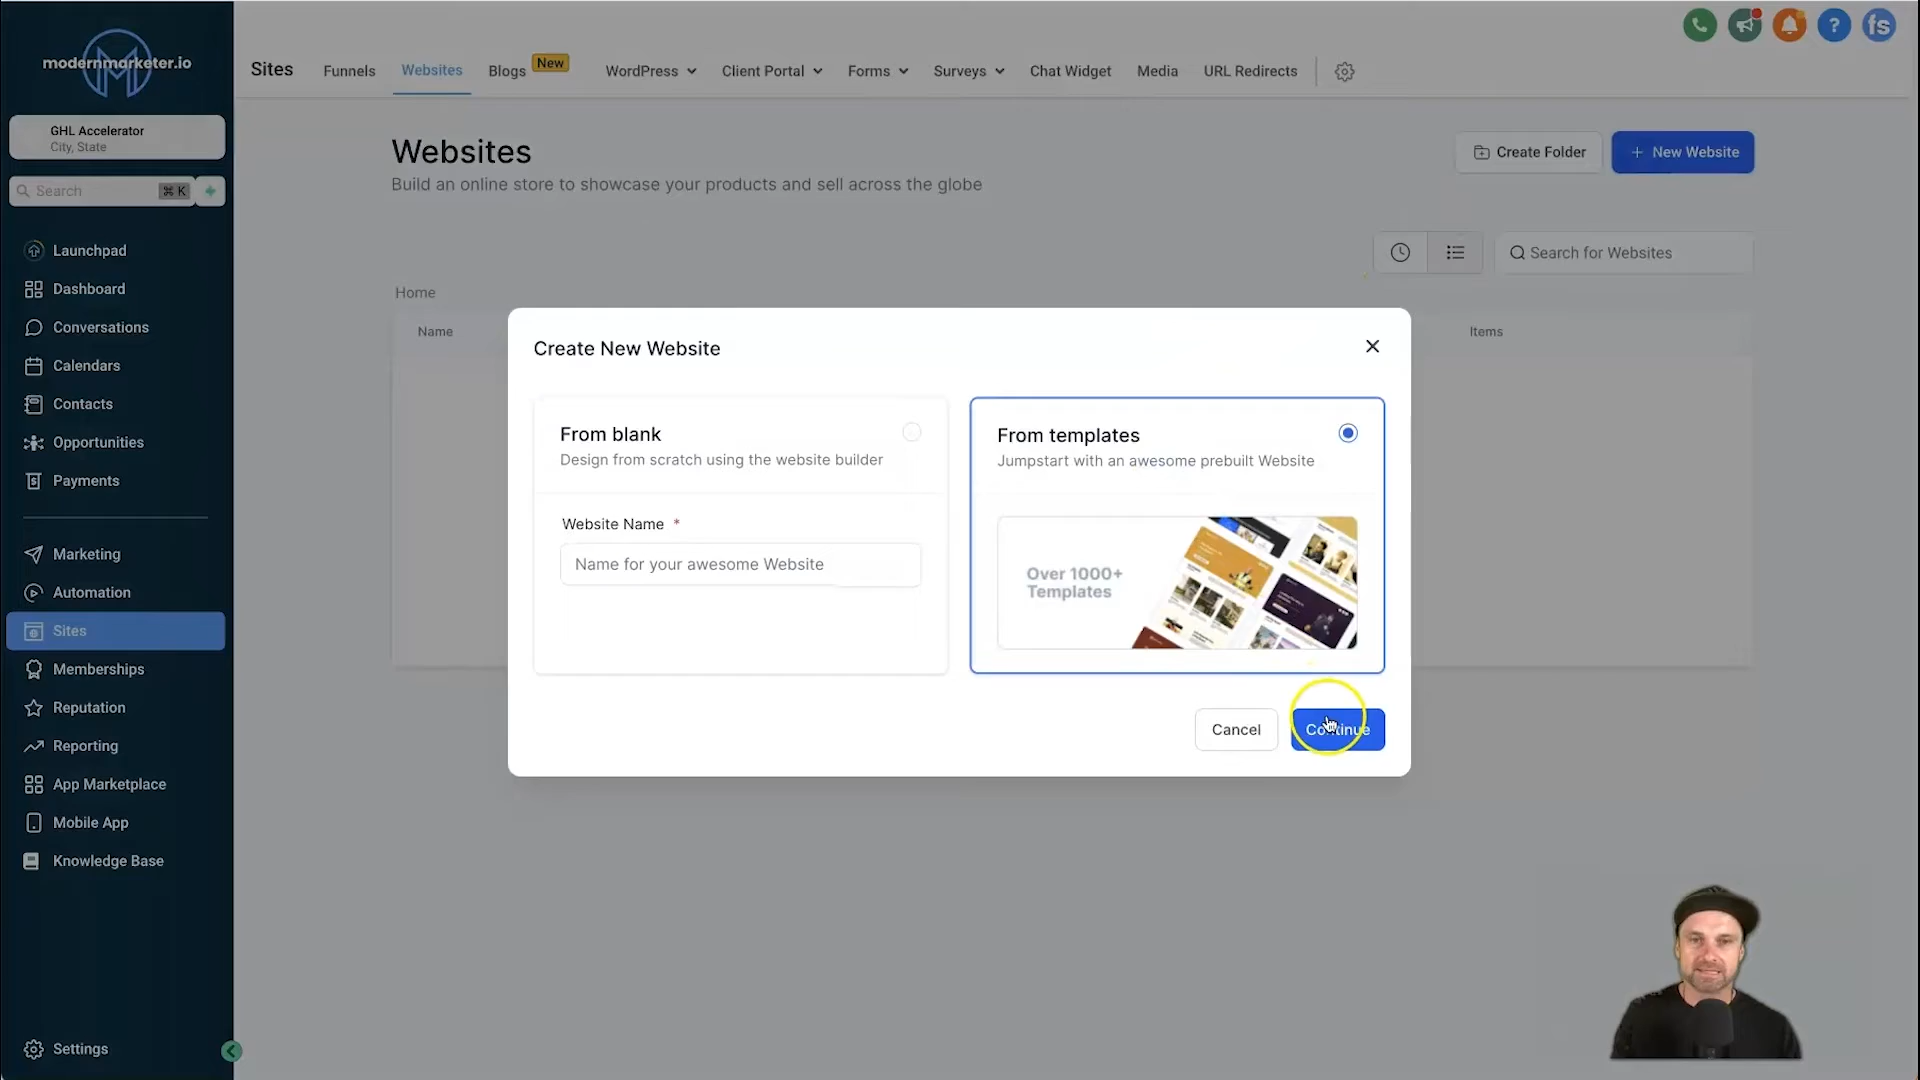 modernmarketer.io
GHL Accelerator
City, State
Search ⌘ K
Launchpad
Dashboard
Conversations
Calendars
Contacts
Opportunities
Payments
Marketing
Automation
Sites
Memberships
Reputation
Reporting
App Marketplace
Mobile App
Knowledge Base
Settings
Sites Funnels Websites Blogs New WordPress Client Portal Forms Surveys Chat Widget Media URL Redirects
? fs
Websites
Build an online store to showcase your products and sell across the globe
Create Folder
+ New Website
Search for Websites
Home
Name Items
Create New Website
From blank
Design from scratch using the website builder
Website Name *
Name for your awesome Website
From templates
Jumpstart with an awesome prebuilt Website
Over 1000+
Templates
Cancel
Continue